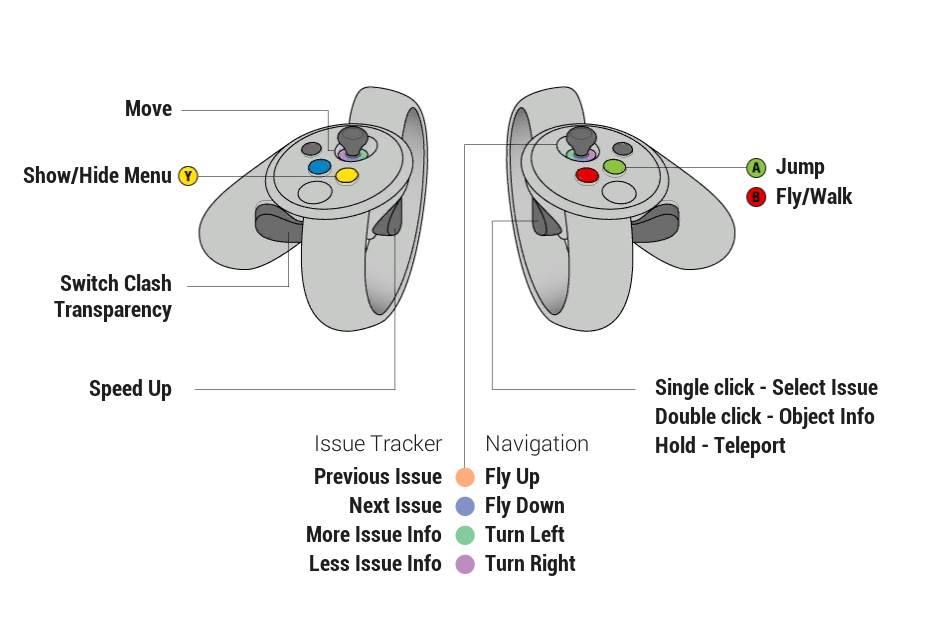 Move
Show/Hide Menu Y
A Jump
B Fly/Walk
Switch Clash
Transparency
Speed Up
Single click - Select Issue
Double click - Object Info
Hold - Teleport
Issue Tracker Navigation
Previous Issue Fly Up
Next Issue Fly Down
More Issue Info Turn Left
Less Issue Info Turn Right